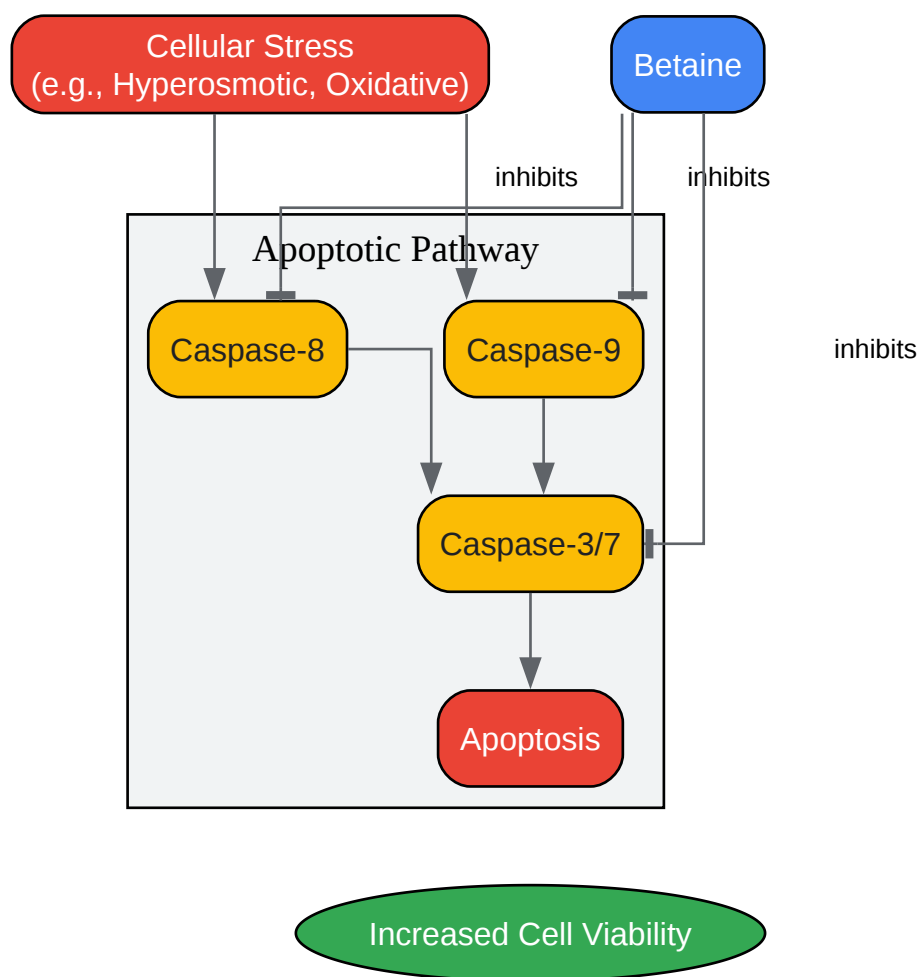 Cellular Stress
(e.g., Hyperosmotic, Oxidative)
Betaine
inhibits
inhibits
Apoptotic Pathway
Caspase-8
Caspase-9
inhibits
Caspase-3/7
Apoptosis
Increased Cell Viability